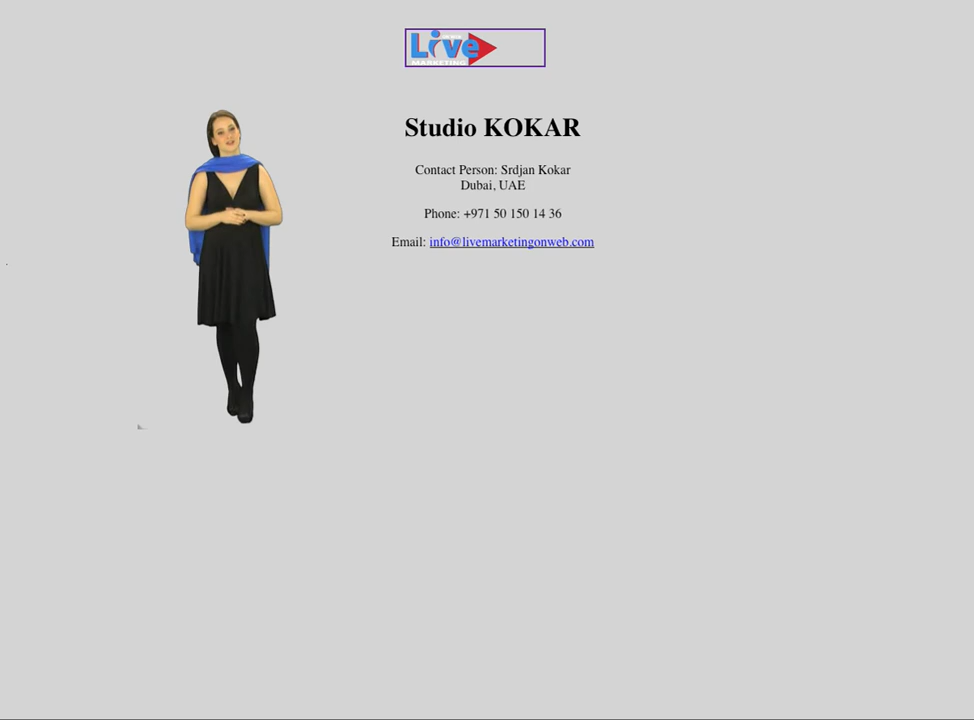 Live
MARKETING
Studio KOKAR
Contact Person: Srdjan Kokar
Dubai, UAE
Phone: +971 50 150 14 36
Email: info@livemarketingonweb.com